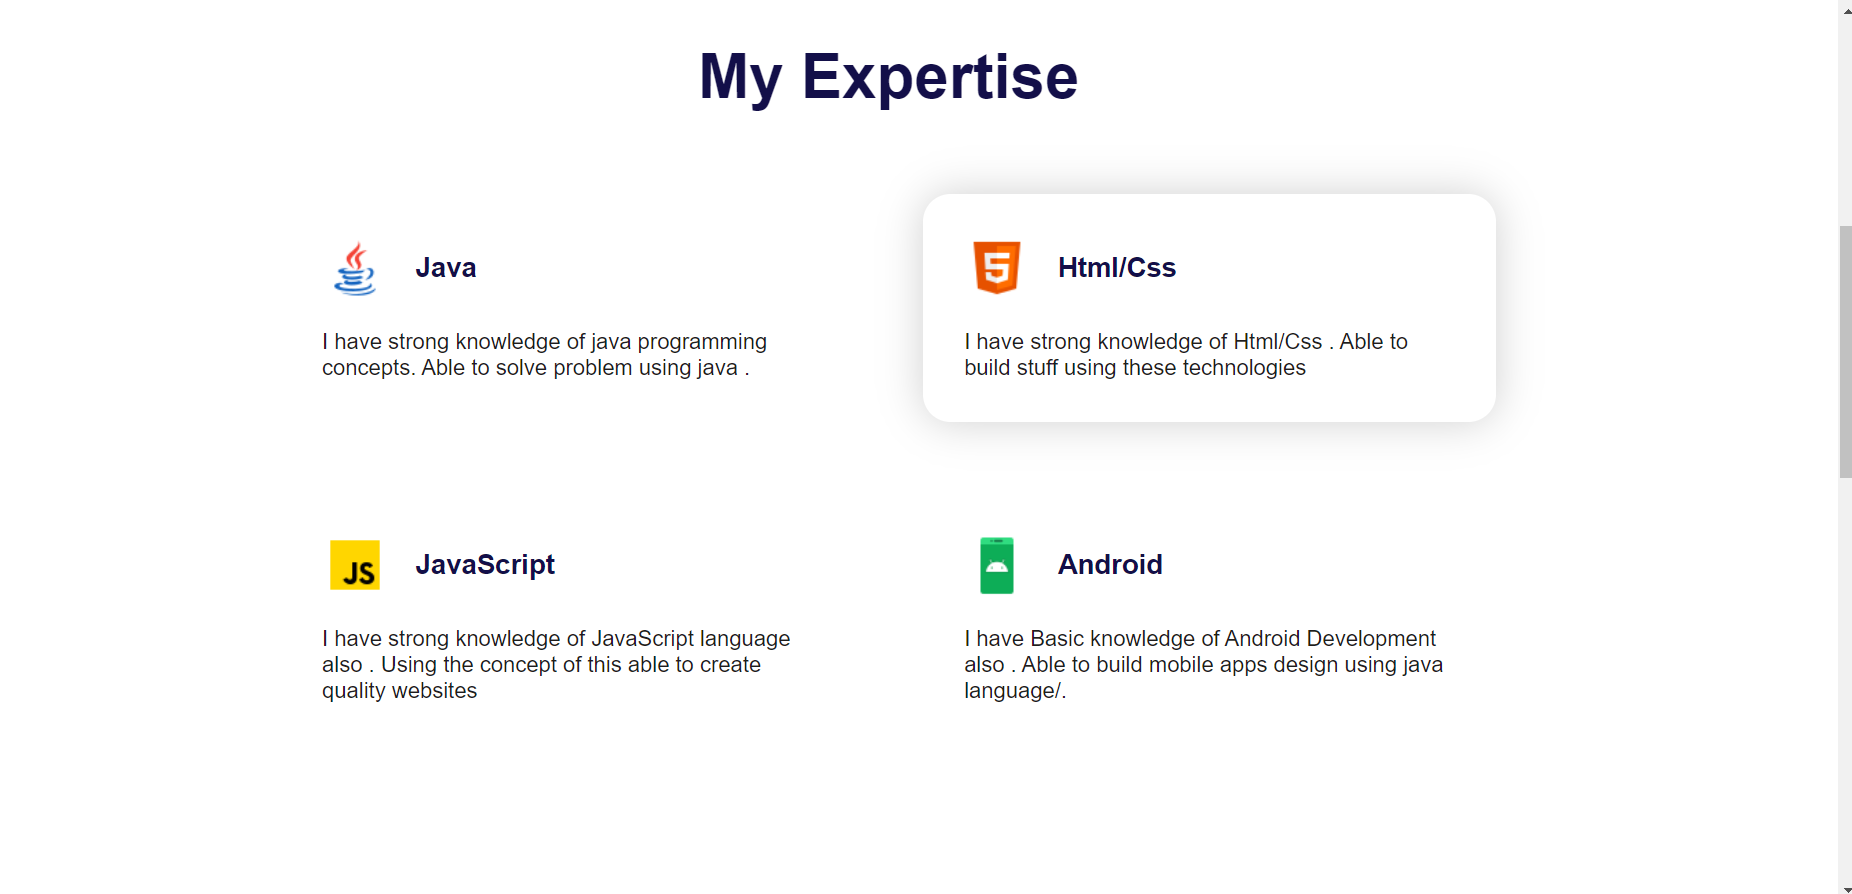 My Expertise
Java
I have strong knowledge of java programming
concepts. Able to solve problem using java .
Html/Css
I have strong knowledge of Html/Css . Able to
build stuff using these technologies
JS
JavaScript
I have strong knowledge of JavaScript language
also . Using the concept of this able to create
quality websites
Android
I have Basic knowledge of Android Development
also . Able to build mobile apps design using java
language/.